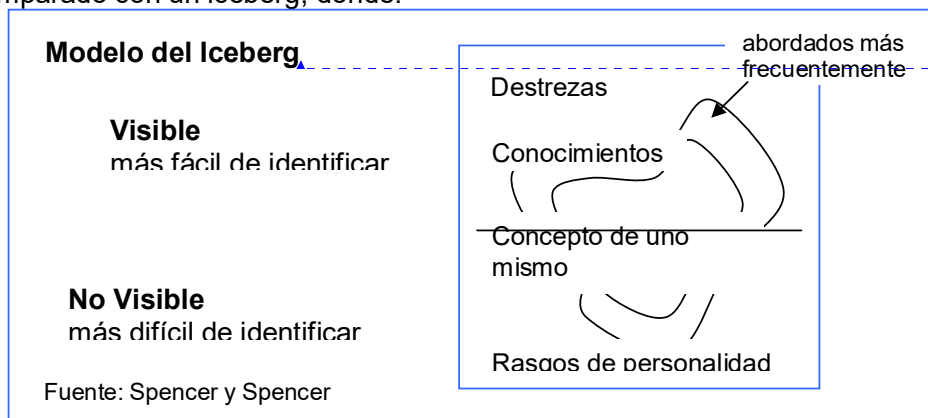 mparado con un iceberg, donde:
Modelo del Iceberg
Visible
más fácil de identificar
No Visible
más difícil de identificar
Fuente: Spencer y Spencer
abordados más
frecuentemente
Destrezas
Conocimientos
Concepto de uno
mismo
Rasgos de personalidad